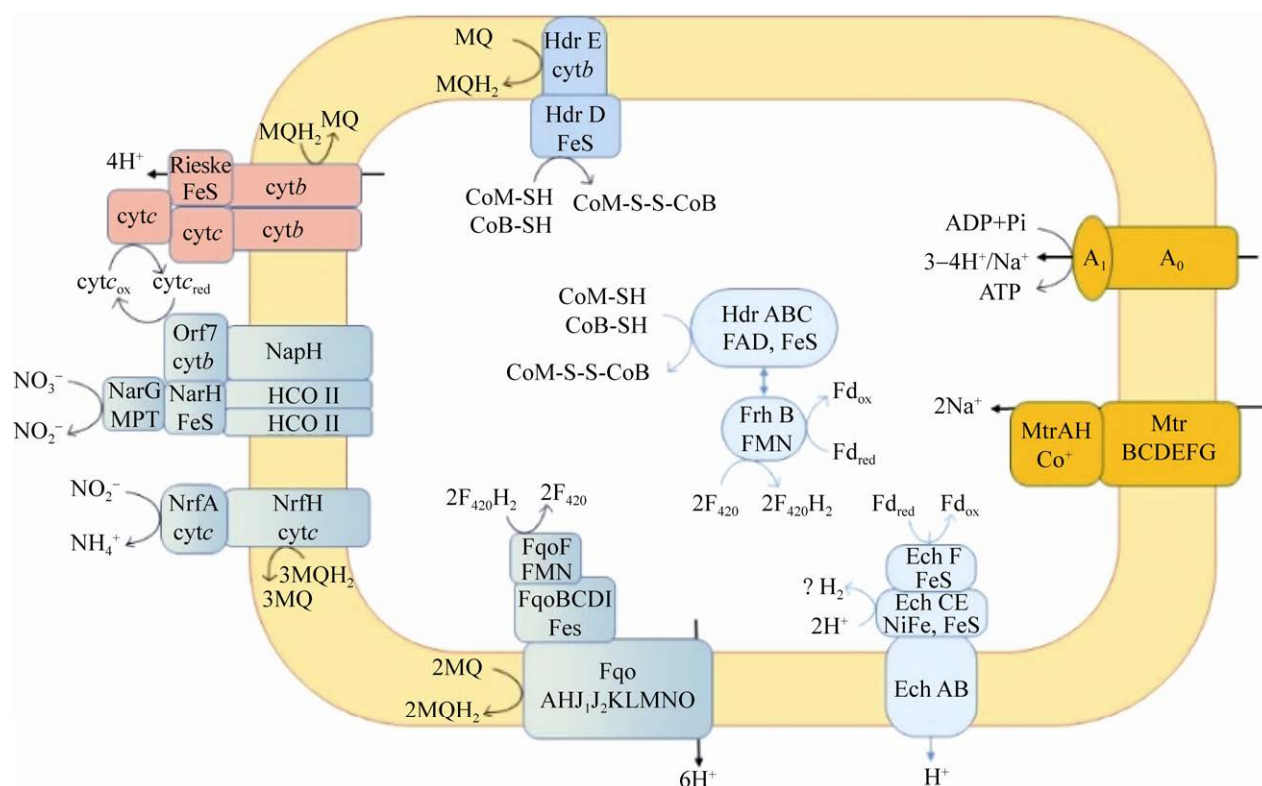 MQ
MQH₂
Hdr E
cytb
Hdr D
FeS
CoM-SH
CoB-SH
CoM-S-S-CoB
MQH₂
MQ
4H⁺
Rieske
FeS
cytb
cytc
cytc
cytb
cytcox
cytcred
Orf7
cytb
NapH
NO₃⁻
NO₂⁻
NarG
MPT
NarH
FeS
HCO II
HCO II
NO₂⁻
NH₄⁺
NrfA
cytc
NrfH
cytc
3MQH₂
3MQ
CoM-SH
CoB-SH
CoM-S-S-CoB
Hdr ABC
FAD, FeS
Frh B
FMN
Fdox
Fdred
2F₄₂₀
2F₄₂₀H₂
ADP+Pi
3−4H⁺/Na⁺
ATP
A₁
A₀
2Na⁺
MtrAH
Co⁺
Mtr
BCDEFG
2F₄₂₀H₂
2F₄₂₀
FqoF
FMN
FqoBCDI
Fes
Fqo
AHJ₁J₂KLMNO
2MQ
2MQH₂
6H⁺
Fdred
Fdox
Ech F
FeS
? H₂
2H⁺
Ech CE
NiFe, FeS
Ech AB
H⁺